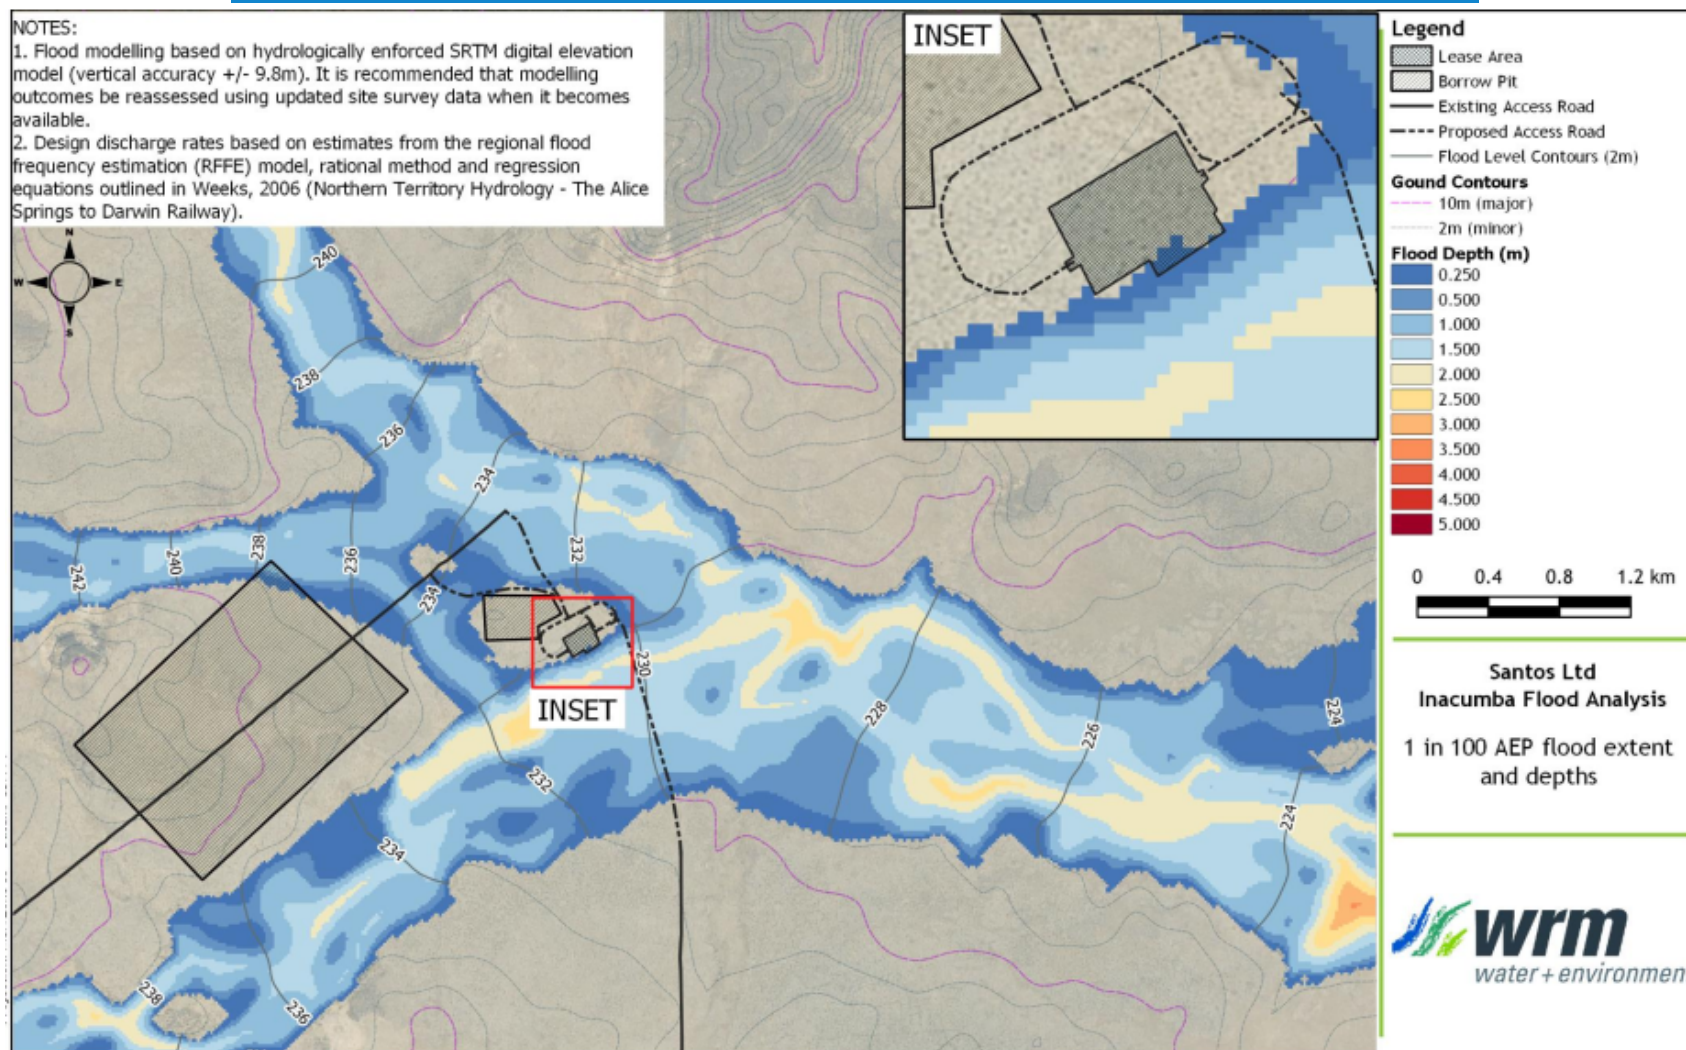 NOTES:
1. Flood modelling based on hydrologically enforced SRTM digital elevation
model (vertical accuracy +/- 9.8m). It is recommended that modelling
outcomes be reassessed using updated site survey data when it becomes
available.
2. Design discharge rates based on estimates from the regional flood
frequency estimation (RFFE) model, rational method and regression
equations outlined in Weeks, 2006 (Northern Territory Hydrology - The Alice
Springs to Darwin Railway).
N
W E
S
INSET
240
238
236
234
232
242
240
238
236
234
230
INSET
228
226
224
232
234
224
238
236
Legend
Lease Area
Borrow Pit
Existing Access Road
Proposed Access Road
Flood Level Contours (2m)
Gound Contours
10m (major)
2m (minor)
Flood Depth (m)
0.250
0.500
1.000
1.500
2.000
2.500
3.000
3.500
4.000
4.500
5.000
0 0.4 0.8 1.2 km
Santos Ltd
Inacumba Flood Analysis
1 in 100 AEP flood extent
and depths
wrm
water + environmen